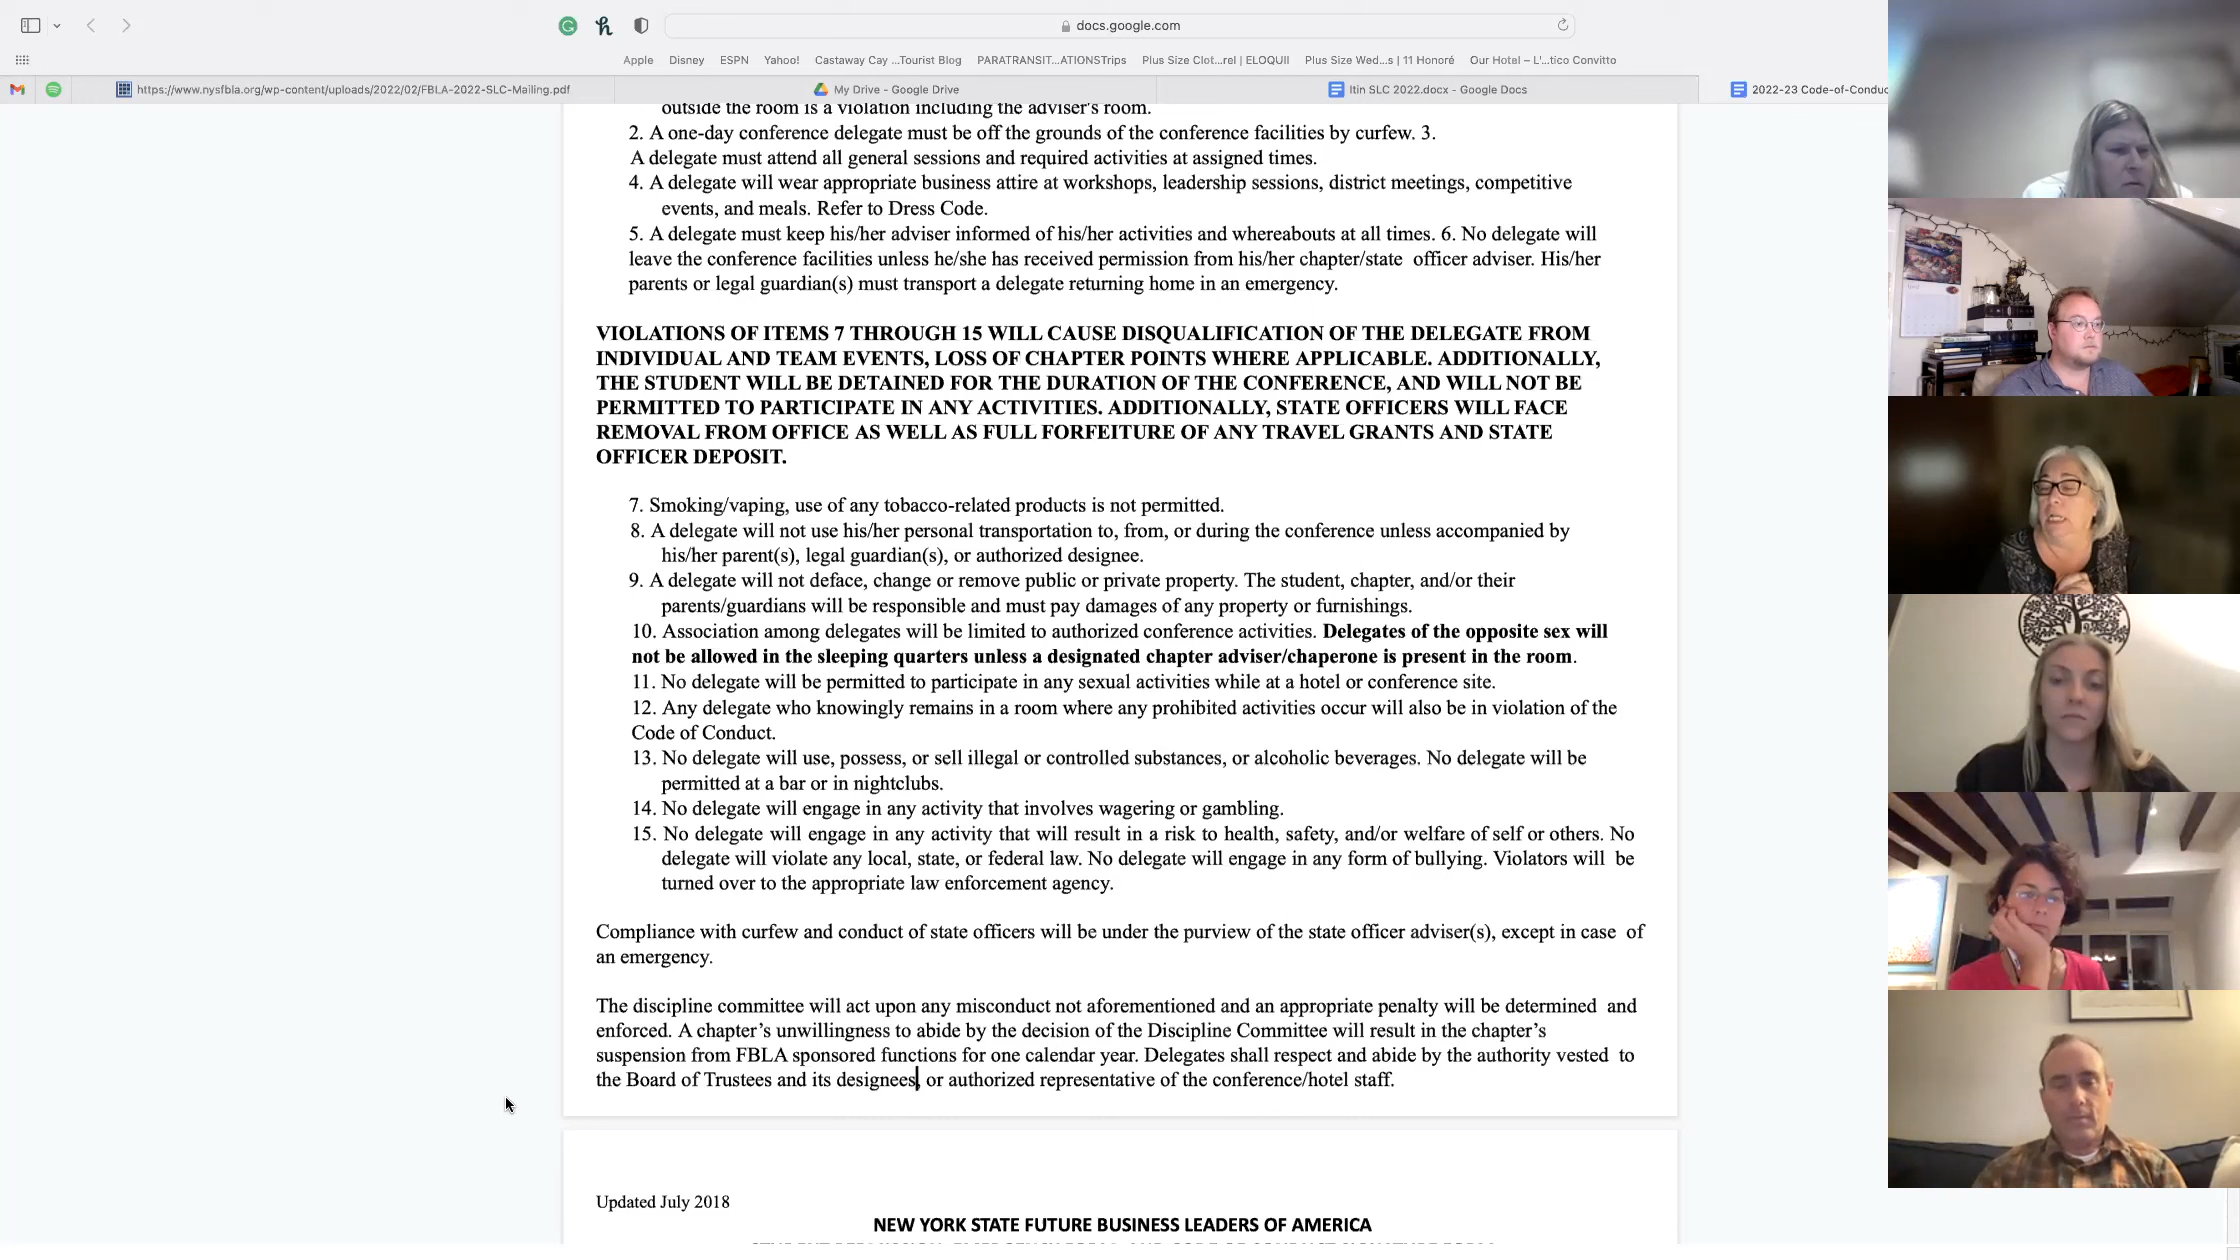 docs.google.com
Apple Disney ESPN Yahoo! Castaway Cay ...Tourist Blog PARATRANSIT...ATIONSTrips Plus Size Clot...rel | ELOQUII Plus Size Wed...s | 11 Honoré Our Hotel – L'...tico Convitto
https://www.nysfbla.org/wp-content/uploads/2022/02/FBLA-2022-SLC-Mailing.pdf My Drive - Google Drive Itin SLC 2022.docx - Google Docs 2022-23 Code-of-Conduc
outside the room is a violation including the adviser's room.
2. A one-day conference delegate must be off the grounds of the conference facilities by curfew. 3.
A delegate must attend all general sessions and required activities at assigned times.
4. A delegate will wear appropriate business attire at workshops, leadership sessions, district meetings, competitive
events, and meals. Refer to Dress Code.
5. A delegate must keep his/her adviser informed of his/her activities and whereabouts at all times. 6. No delegate will
leave the conference facilities unless he/she has received permission from his/her chapter/state officer adviser. His/her
parents or legal guardian(s) must transport a delegate returning home in an emergency.
VIOLATIONS OF ITEMS 7 THROUGH 15 WILL CAUSE DISQUALIFICATION OF THE DELEGATE FROM
INDIVIDUAL AND TEAM EVENTS, LOSS OF CHAPTER POINTS WHERE APPLICABLE. ADDITIONALLY,
THE STUDENT WILL BE DETAINED FOR THE DURATION OF THE CONFERENCE, AND WILL NOT BE
PERMITTED TO PARTICIPATE IN ANY ACTIVITIES. ADDITIONALLY, STATE OFFICERS WILL FACE
REMOVAL FROM OFFICE AS WELL AS FULL FORFEITURE OF ANY TRAVEL GRANTS AND STATE
OFFICER DEPOSIT.
7. Smoking/vaping, use of any tobacco-related products is not permitted.
8. A delegate will not use his/her personal transportation to, from, or during the conference unless accompanied by
his/her parent(s), legal guardian(s), or authorized designee.
9. A delegate will not deface, change or remove public or private property. The student, chapter, and/or their
parents/guardians will be responsible and must pay damages of any property or furnishings.
10. Association among delegates will be limited to authorized conference activities. Delegates of the opposite sex will
not be allowed in the sleeping quarters unless a designated chapter adviser/chaperone is present in the room.
11. No delegate will be permitted to participate in any sexual activities while at a hotel or conference site.
12. Any delegate who knowingly remains in a room where any prohibited activities occur will also be in violation of the
Code of Conduct.
13. No delegate will use, possess, or sell illegal or controlled substances, or alcoholic beverages. No delegate will be
permitted at a bar or in nightclubs.
14. No delegate will engage in any activity that involves wagering or gambling.
15. No delegate will engage in any activity that will result in a risk to health, safety, and/or welfare of self or others. No
delegate will violate any local, state, or federal law. No delegate will engage in any form of bullying. Violators will be
turned over to the appropriate law enforcement agency.
Compliance with curfew and conduct of state officers will be under the purview of the state officer adviser(s), except in case of
an emergency.
The discipline committee will act upon any misconduct not aforementioned and an appropriate penalty will be determined and
enforced. A chapter’s unwillingness to abide by the decision of the Discipline Committee will result in the chapter’s
suspension from FBLA sponsored functions for one calendar year. Delegates shall respect and abide by the authority vested to
the Board of Trustees and its designees, or authorized representative of the conference/hotel staff.
Updated July 2018
NEW YORK STATE FUTURE BUSINESS LEADERS OF AMERICA